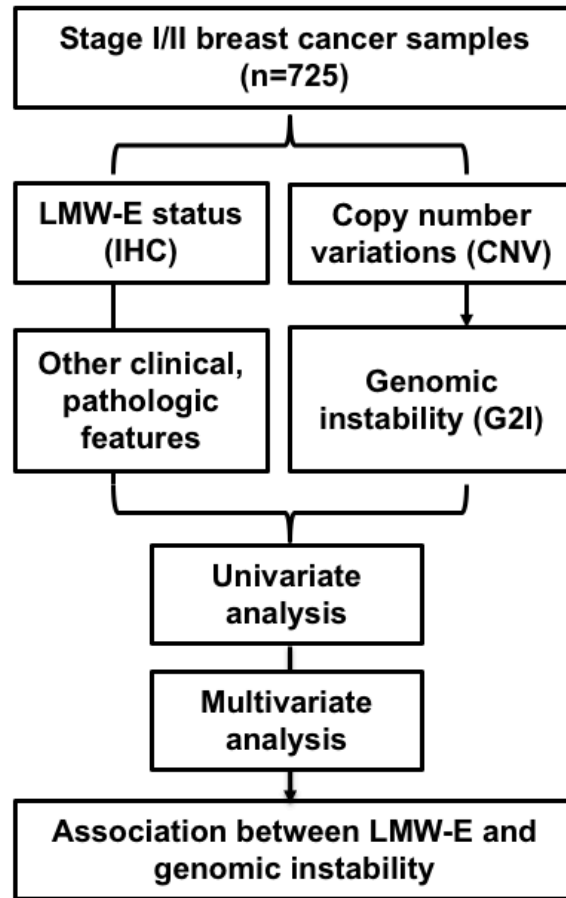 Stage I/II breast cancer samples
(n=725)
LMW-E status
(IHC)
Copy number
variations (CNV)
Other clinical,
pathologic
features
Genomic
instability (G2I)
Univariate
analysis
Multivariate
analysis
Association between LMW-E and
genomic instability